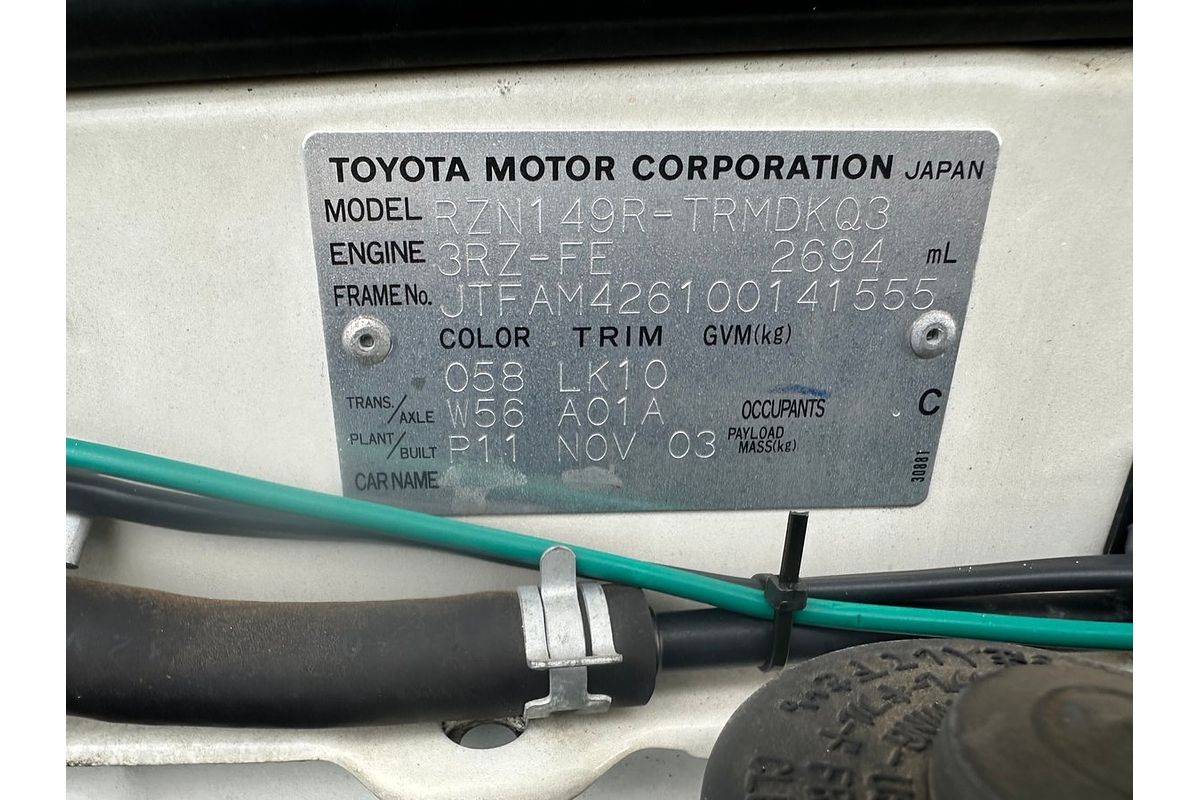 TOYOTA MOTOR CORPORATION JAPAN
MODEL RZN149R-TRMDKQ3
ENGINE 3RZ-FE 2694 mL
FRAME No. JTFAM426100141555
COLOR TRIM GVM(kg)
058 LK10
TRANS./AXLE W56 A01A OCCUPANTS C
PLANT/BUILT P11 NOV 03 PAYLOAD MASS(kg)
CAR NAME
30881